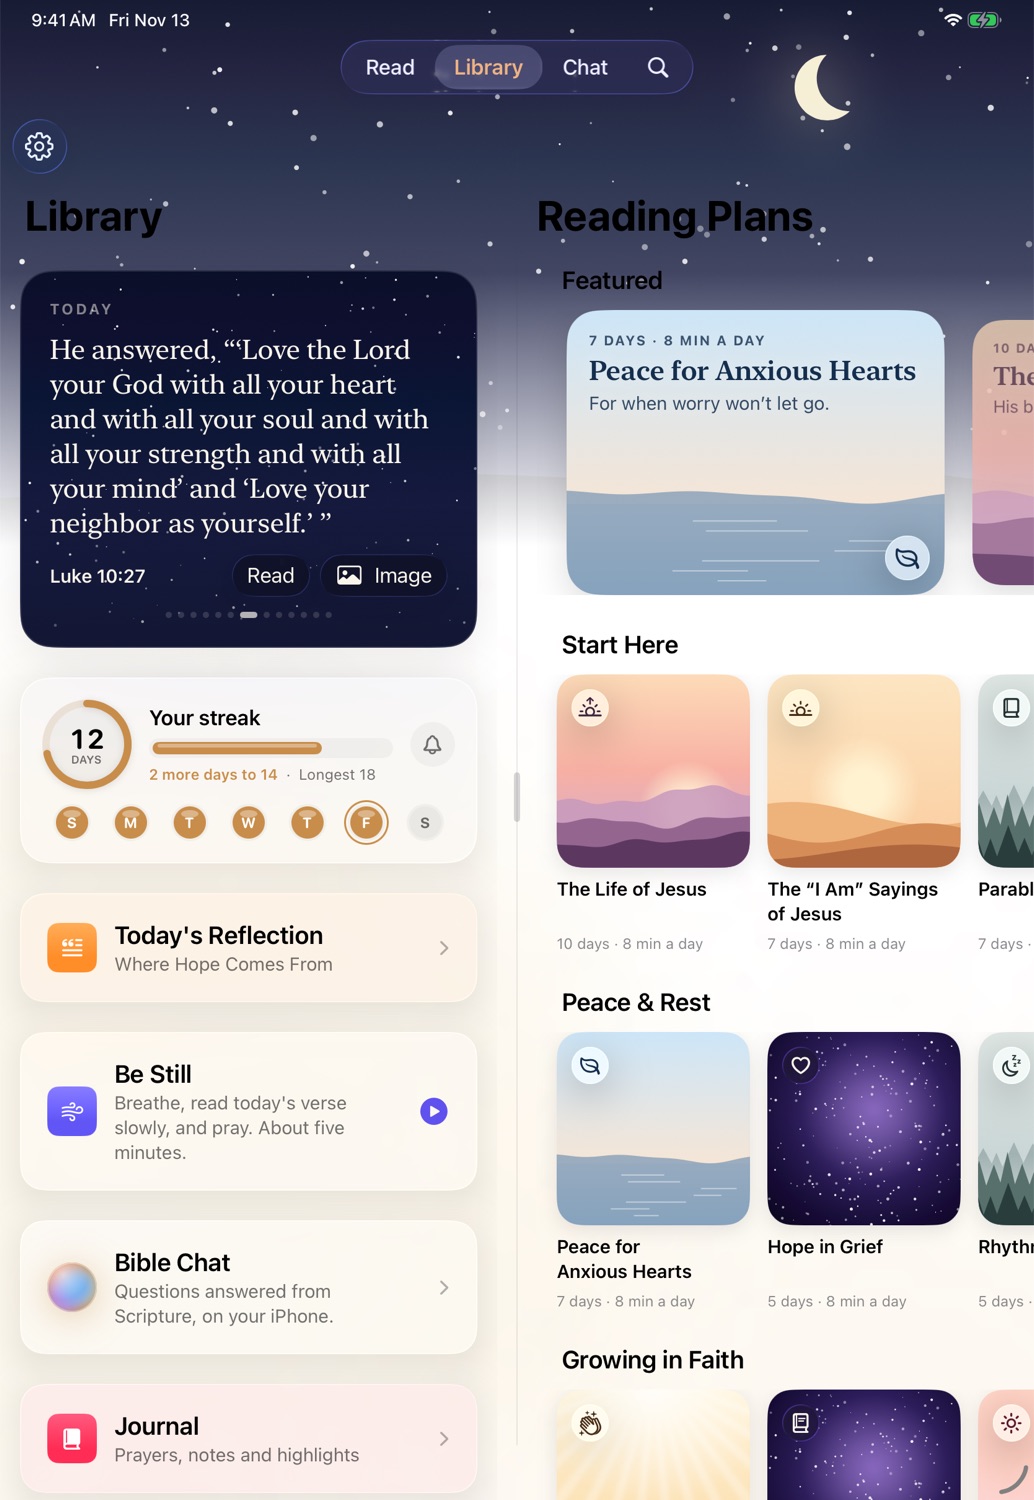 9:41 AM Fri Nov 13
Read Library Chat
Library
TODAY
He answered, “‘Love the Lord
your God with all your heart
and with all your soul and with
all your strength and with all
your mind’ and ‘Love your
neighbor as yourself.’ ”
Luke 10:27
Read
Image
12
DAYS
Your streak
2 more days to 14 · Longest 18
S M T W T F S
Today's Reflection
Where Hope Comes From
Be Still
Breathe, read today's verse
slowly, and pray. About five
minutes.
Bible Chat
Questions answered from
Scripture, on your iPhone.
Journal
Prayers, notes and highlights
Reading Plans
Featured
7 DAYS · 8 MIN A DAY
Peace for Anxious Hearts
For when worry won’t let go.
10 DA
The
His b
Start Here
The Life of Jesus
10 days · 8 min a day
The “I Am” Sayings
of Jesus
7 days · 8 min a day
Parabl
7 days ·
Peace & Rest
Peace for
Anxious Hearts
7 days · 8 min a day
Hope in Grief
5 days · 8 min a day
Rhythm
5 days ·
Growing in Faith